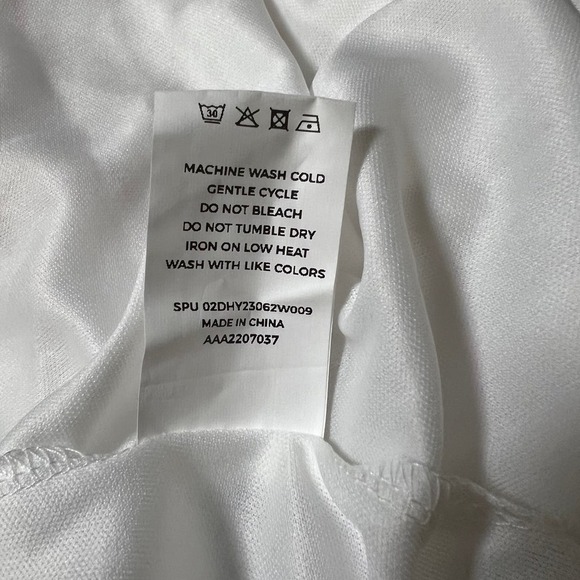 30
MACHINE WASH COLD
GENTLE CYCLE
DO NOT BLEACH
DO NOT TUMBLE DRY
IRON ON LOW HEAT
WASH WITH LIKE COLORS
SPU 02DHY23062W009
MADE IN CHINA
AAA2207037